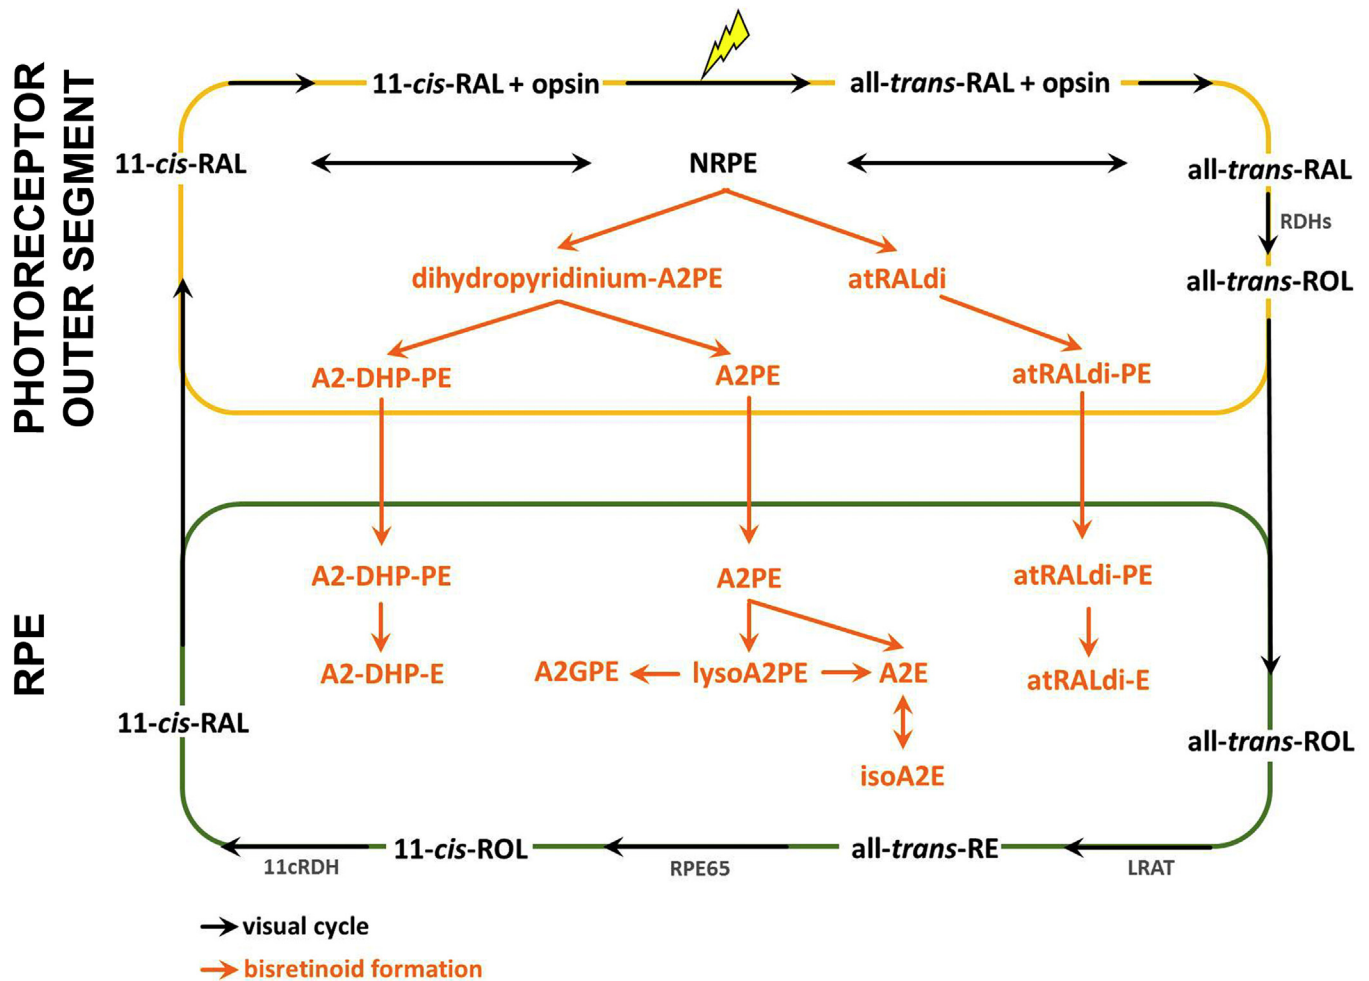 PHOTORECEPTOR
OUTER SEGMENT
11-cis-RAL + opsin
all-trans-RAL + opsin
11-cis-RAL
NRPE
all-trans-RAL
RDHs
dihydropyridinium-A2PE
atRALdi
all-trans-ROL
A2-DHP-PE
A2PE
atRALdi-PE
RPE
A2-DHP-PE
A2PE
atRALdi-PE
A2-DHP-E
A2GPE
lysoA2PE
A2E
atRALdi-E
11-cis-RAL
all-trans-ROL
isoA2E
11-cis-ROL
all-trans-RE
11cRDH
RPE65
LRAT
visual cycle
bisretinoid formation